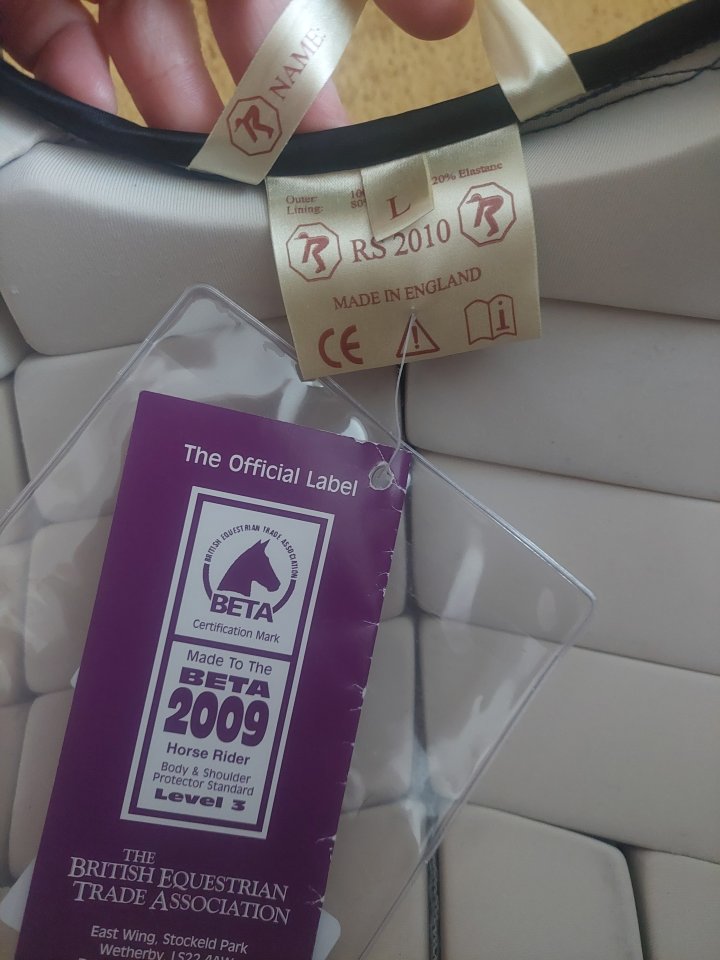 NAME
Outer:
20% Elastane
Lining:
L
RS 2010
MADE IN ENGLAND
CE
The Official Label
BRITISH EQUESTRIAN TRADE ASSOCIATION
BETA
Certification Mark
Made To The
BETA
2009
Horse Rider
Body & Shoulder
Protector Standard
Level 3
THE
BRITISH EQUESTRIAN
TRADE ASSOCIATION
East Wing, Stockeld Park
Wetherby, LS22